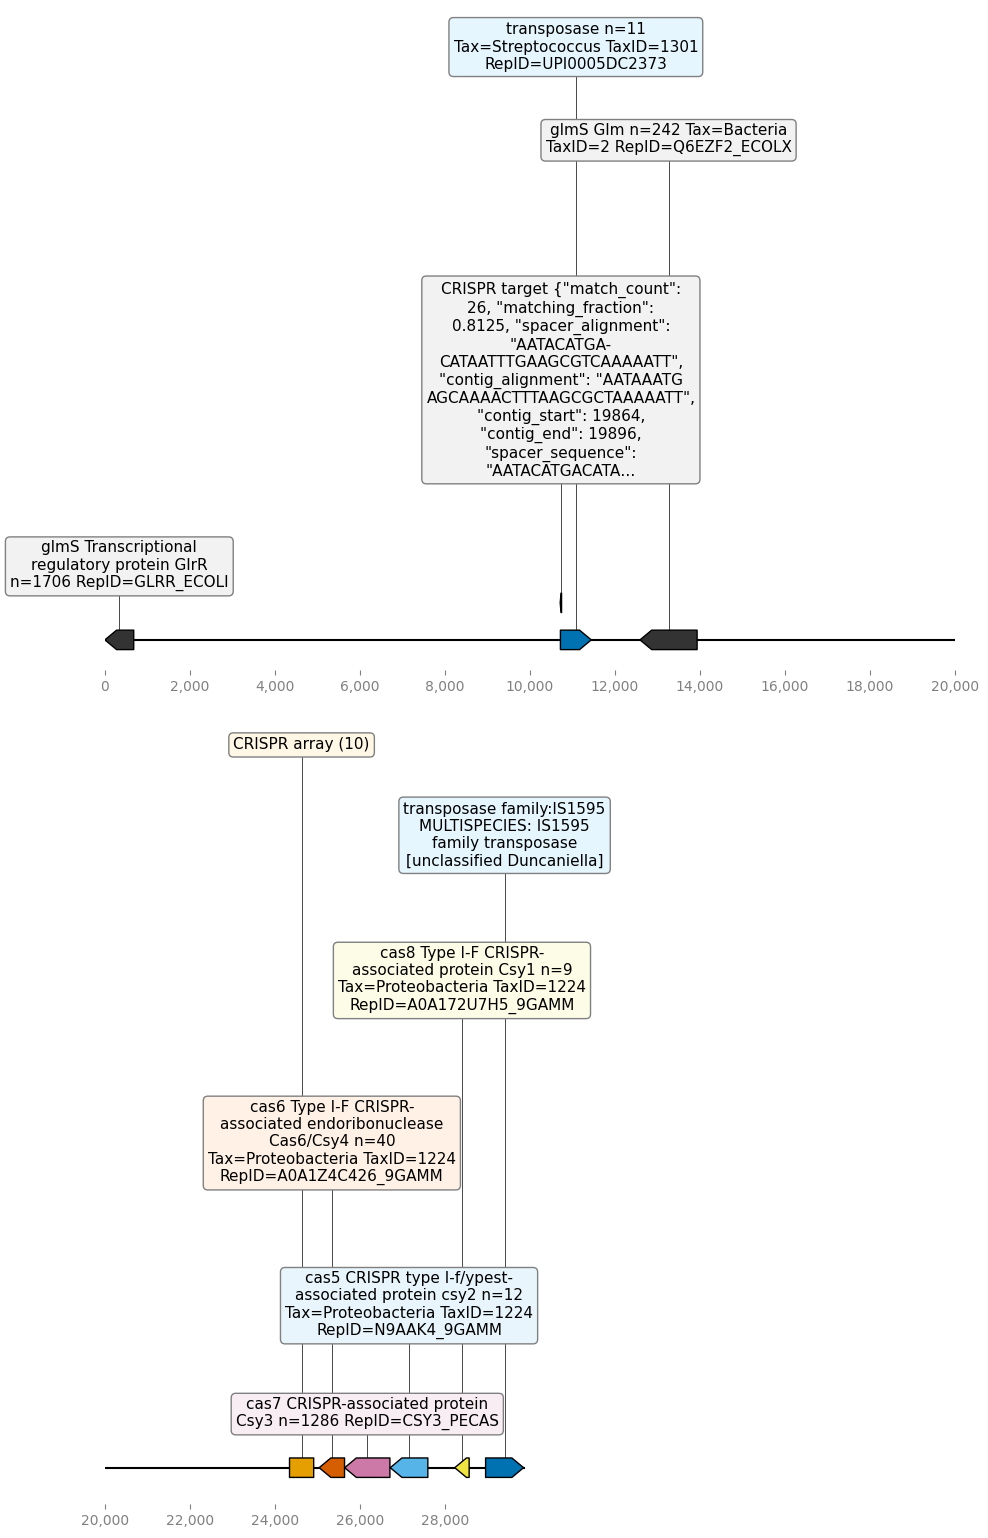 transposase n=11
Tax=Streptococcus TaxID=1301
RepID=UPI0005DC2373
glmS Glm n=242 Tax=Bacteria
TaxID=2 RepID=Q6EZF2_ECOLX
CRISPR target {"match_count":
26, "matching_fraction":
0.8125, "spacer_alignment":
"AATACATGA-
CATAATTTGAAGCGTCAAAAATT",
"contig_alignment": "AATAAATG
AGCAAAACTTTAAGCGCTAAAAATT",
"contig_start": 19864,
"contig_end": 19896,
"spacer_sequence":
"AATACATGACATA...
glmS Transcriptional
regulatory protein GlrR
n=1706 RepID=GLRR_ECOLI
0 2,000 4,000 6,000 8,000 10,000 12,000 14,000 16,000 18,000 20,000
CRISPR array (10)
transposase family:IS1595
MULTISPECIES: IS1595
family transposase
[unclassified Duncaniella]
cas8 Type I-F CRISPR-
associated protein Csy1 n=9
Tax=Proteobacteria TaxID=1224
RepID=A0A172U7H5_9GAMM
cas6 Type I-F CRISPR-
associated endoribonuclease
Cas6/Csy4 n=40
Tax=Proteobacteria TaxID=1224
RepID=A0A1Z4C426_9GAMM
cas5 CRISPR type I-f/ypest-
associated protein csy2 n=12
Tax=Proteobacteria TaxID=1224
RepID=N9AAK4_9GAMM
cas7 CRISPR-associated protein
Csy3 n=1286 RepID=CSY3_PECAS
20,000 22,000 24,000 26,000 28,000